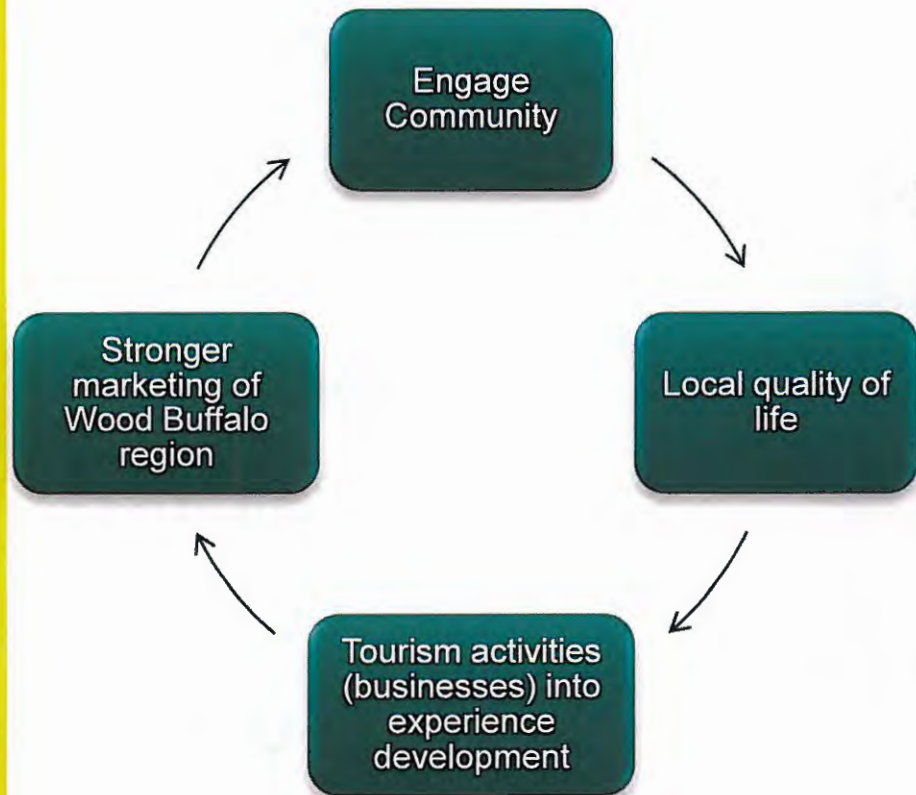 Engage
Community
Local quality of
life
Tourism activities
(businesses) into
experience
development
Stronger
marketing of
Wood Buffalo
region